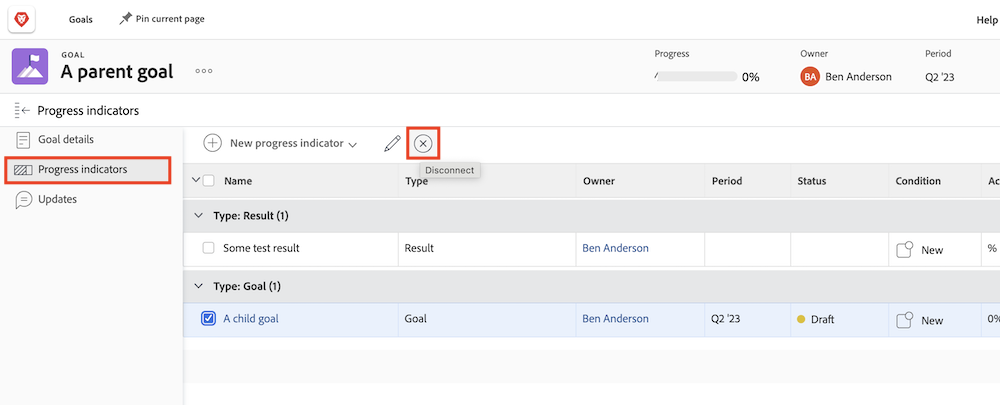 Goals Pin current page Help
GOAL
A parent goal
Progress Owner Period
0% BA Ben Anderson Q2 '23
Progress indicators
Goal details
Progress indicators
Updates
New progress indicator
Disconnect
Name Type Owner Period Status Condition Ac
Type: Result (1)
Some test result Result Ben Anderson New %
Type: Goal (1)
A child goal Goal Ben Anderson Q2 '23 Draft New 0%